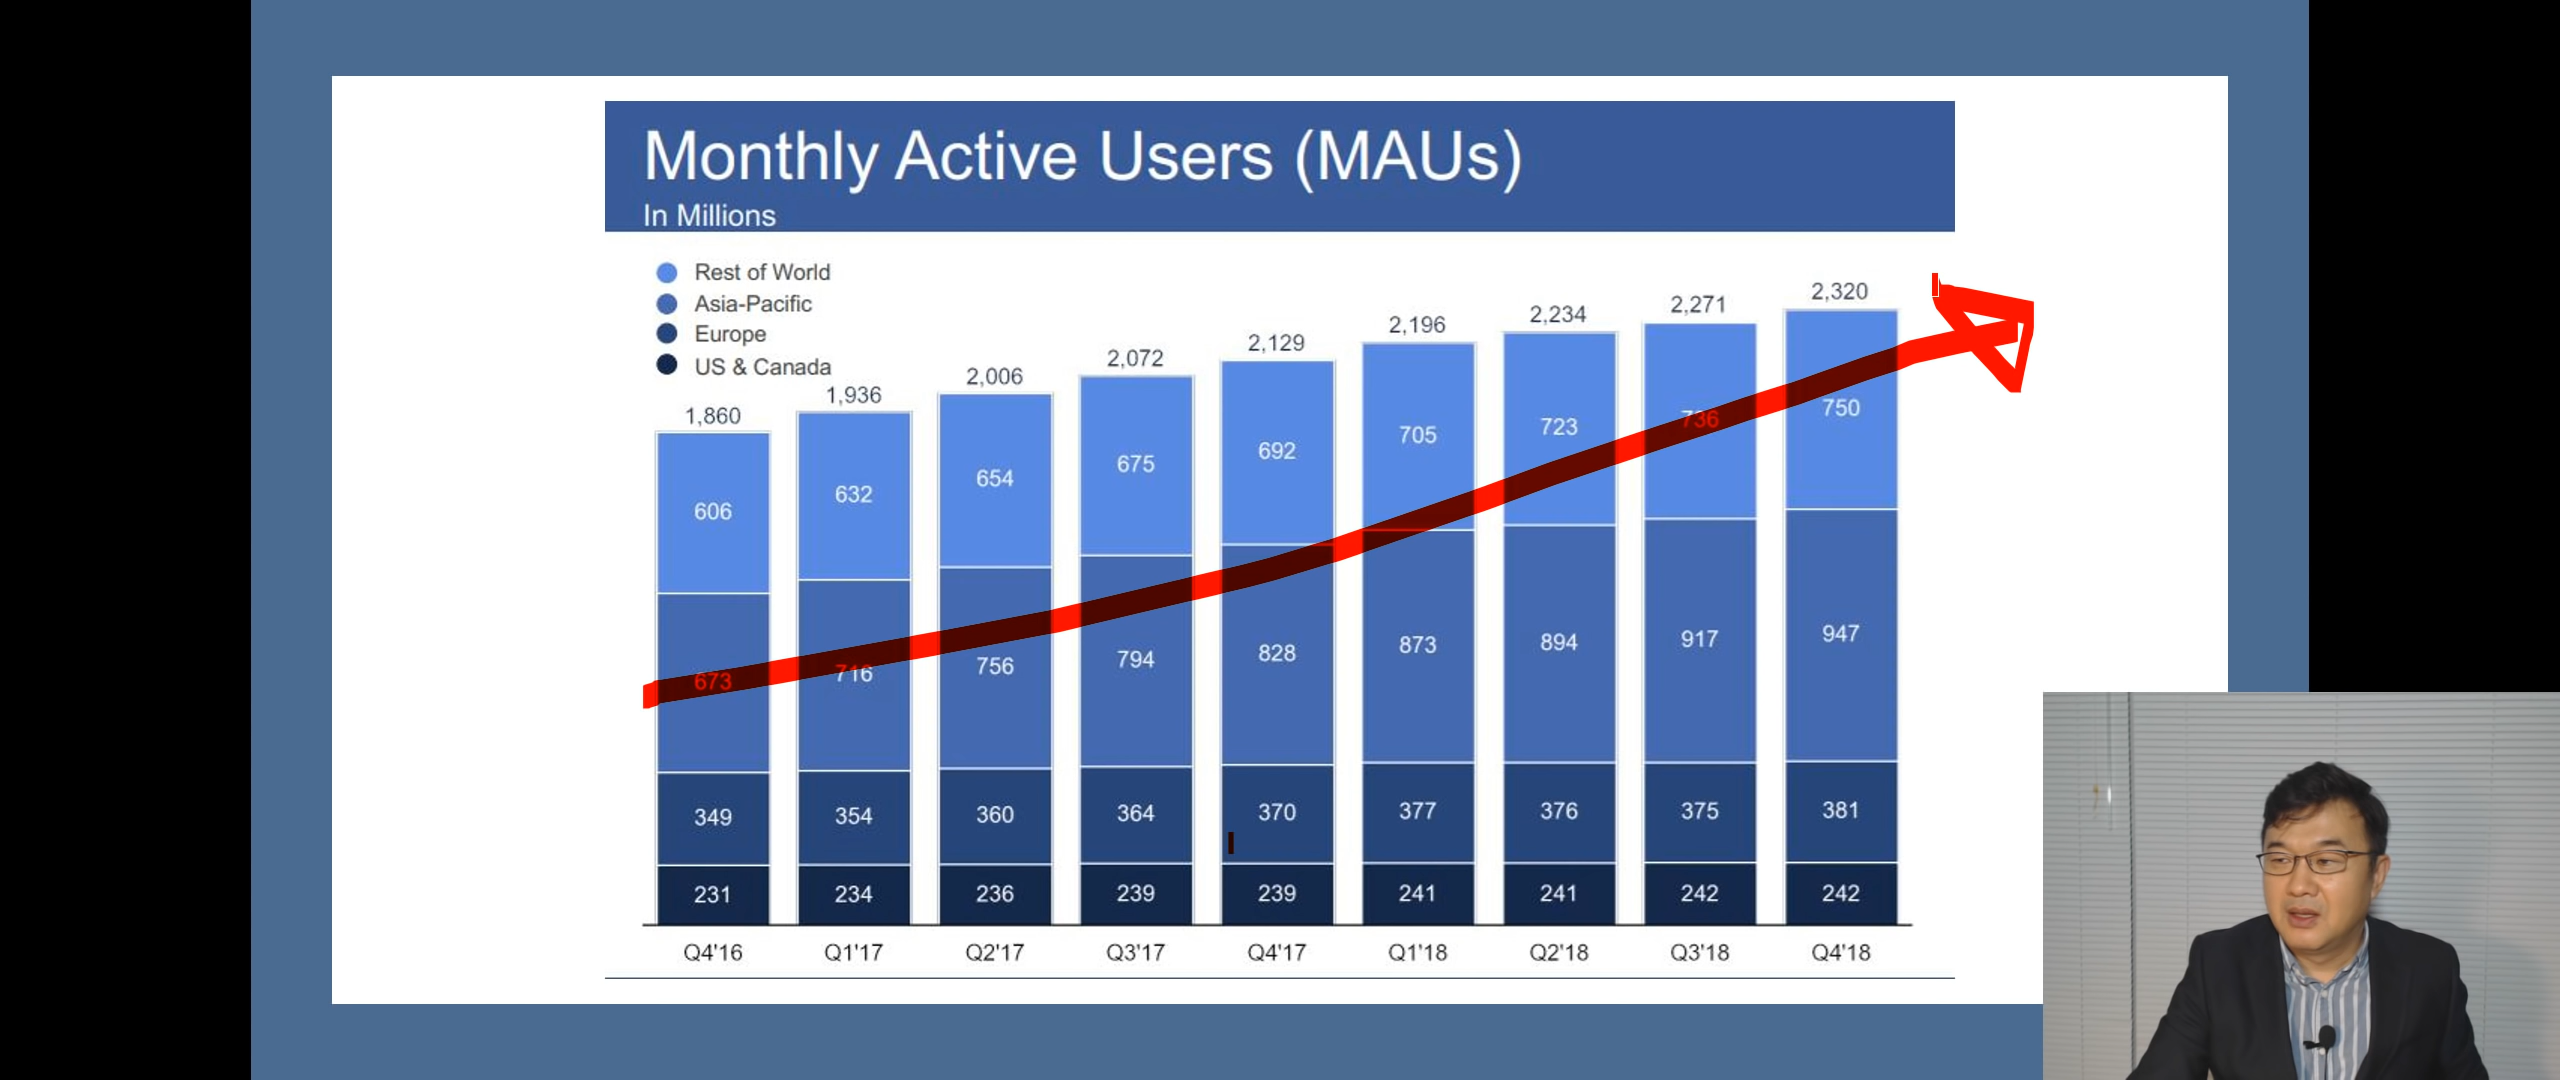 Monthly Active Users (MAUs)
In Millions
Rest of World
Asia-Pacific
Europe
US & Canada
1,860 1,936 2,006 2,072 2,129 2,196 2,234 2,271 2,320
606 632 654 675 692 705 723 736 750
673 716 756 794 828 873 894 917 947
349 354 360 364 370 377 376 375 381
231 234 236 239 239 241 241 242 242
Q4'16 Q1'17 Q2'17 Q3'17 Q4'17 Q1'18 Q2'18 Q3'18 Q4'18